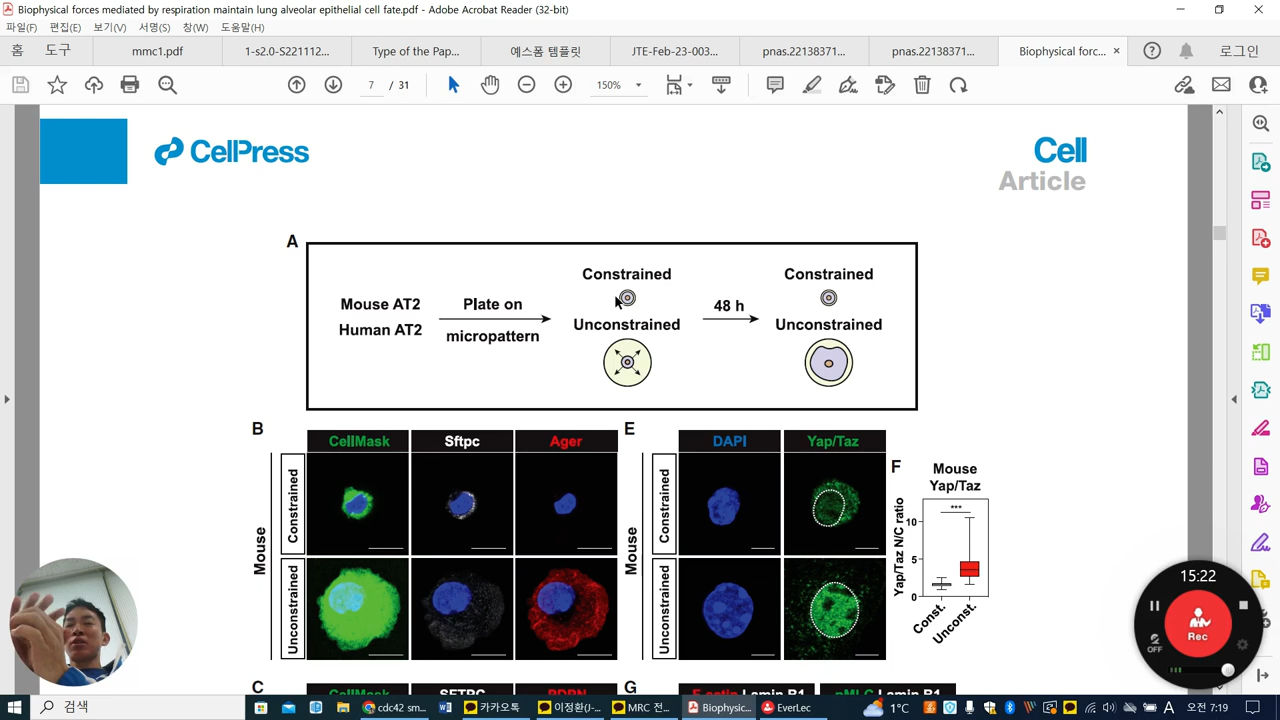 Biophysical forces mediated by respiration maintain lung alveolar epithelial cell fate.pdf - Adobe Acrobat Reader (32-bit)
파일(F) 편집(E) 보기(V) 서명(S) 창(W) 도움말(H)
홈 도구 mmc1.pdf 1-s2.0-S221112... Type of the Pap... 예스폼 템플릿 JTE-Feb-23-003... pnas.22138371... pnas.22138371... Biophysical forc... × 로그인
7 / 31 150%
CellPress
Cell
Article
A
Mouse AT2
Human AT2
Plate on
micropattern
Constrained
Unconstrained
48 h
Constrained
Unconstrained
B
CellMask Sftpc Ager
Mouse
Constrained
Unconstrained
E
DAPI Yap/Taz
Mouse
Constrained
Unconstrained
F
Mouse
Yap/Taz
Yap/Taz N/C ratio
***
10
5
0
Const.
Unconst.
C
CellMask SFTPC PDPN
G
F-actin Lamin B1 pMLC Lamin B1
15:22
Rec
OFF
검색
cdc42 sm... 카카오톡 이정환(J-... MRC 전... Biophysic... EverLec 1°C A 오전 7:19